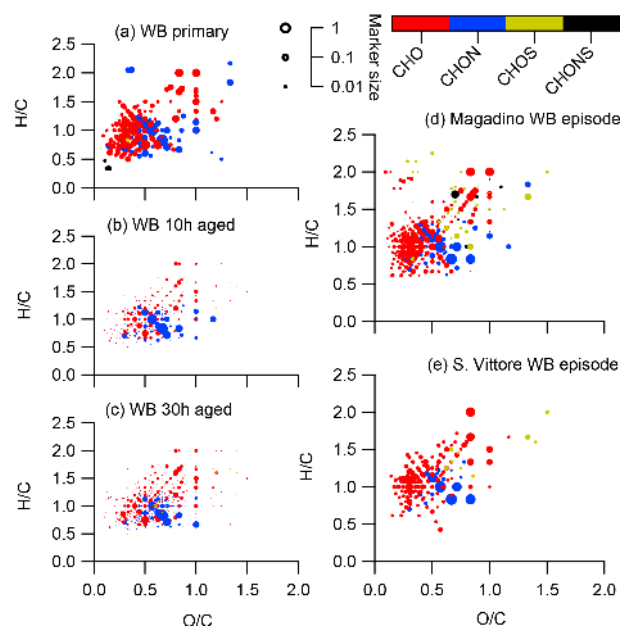 (a) WB primary
1
0.1
0.01
Marker size
CHO
CHON
CHOS
CHONS
2.5
2.0
1.5
1.0
0.5
0.0
H/C
(d) Magadino WB episode
2.5
2.0
1.5
1.0
0.5
0.0
H/C
(b) WB 10h aged
2.5
2.0
1.5
1.0
0.5
0.0
H/C
(e) S. Vittore WB episode
2.5
2.0
1.5
1.0
0.5
0.0
H/C
0.0 0.5 1.0 1.5 2.0
O/C
(c) WB 30h aged
2.5
2.0
1.5
1.0
0.5
0.0
H/C
0.0 0.5 1.0 1.5 2.0
O/C